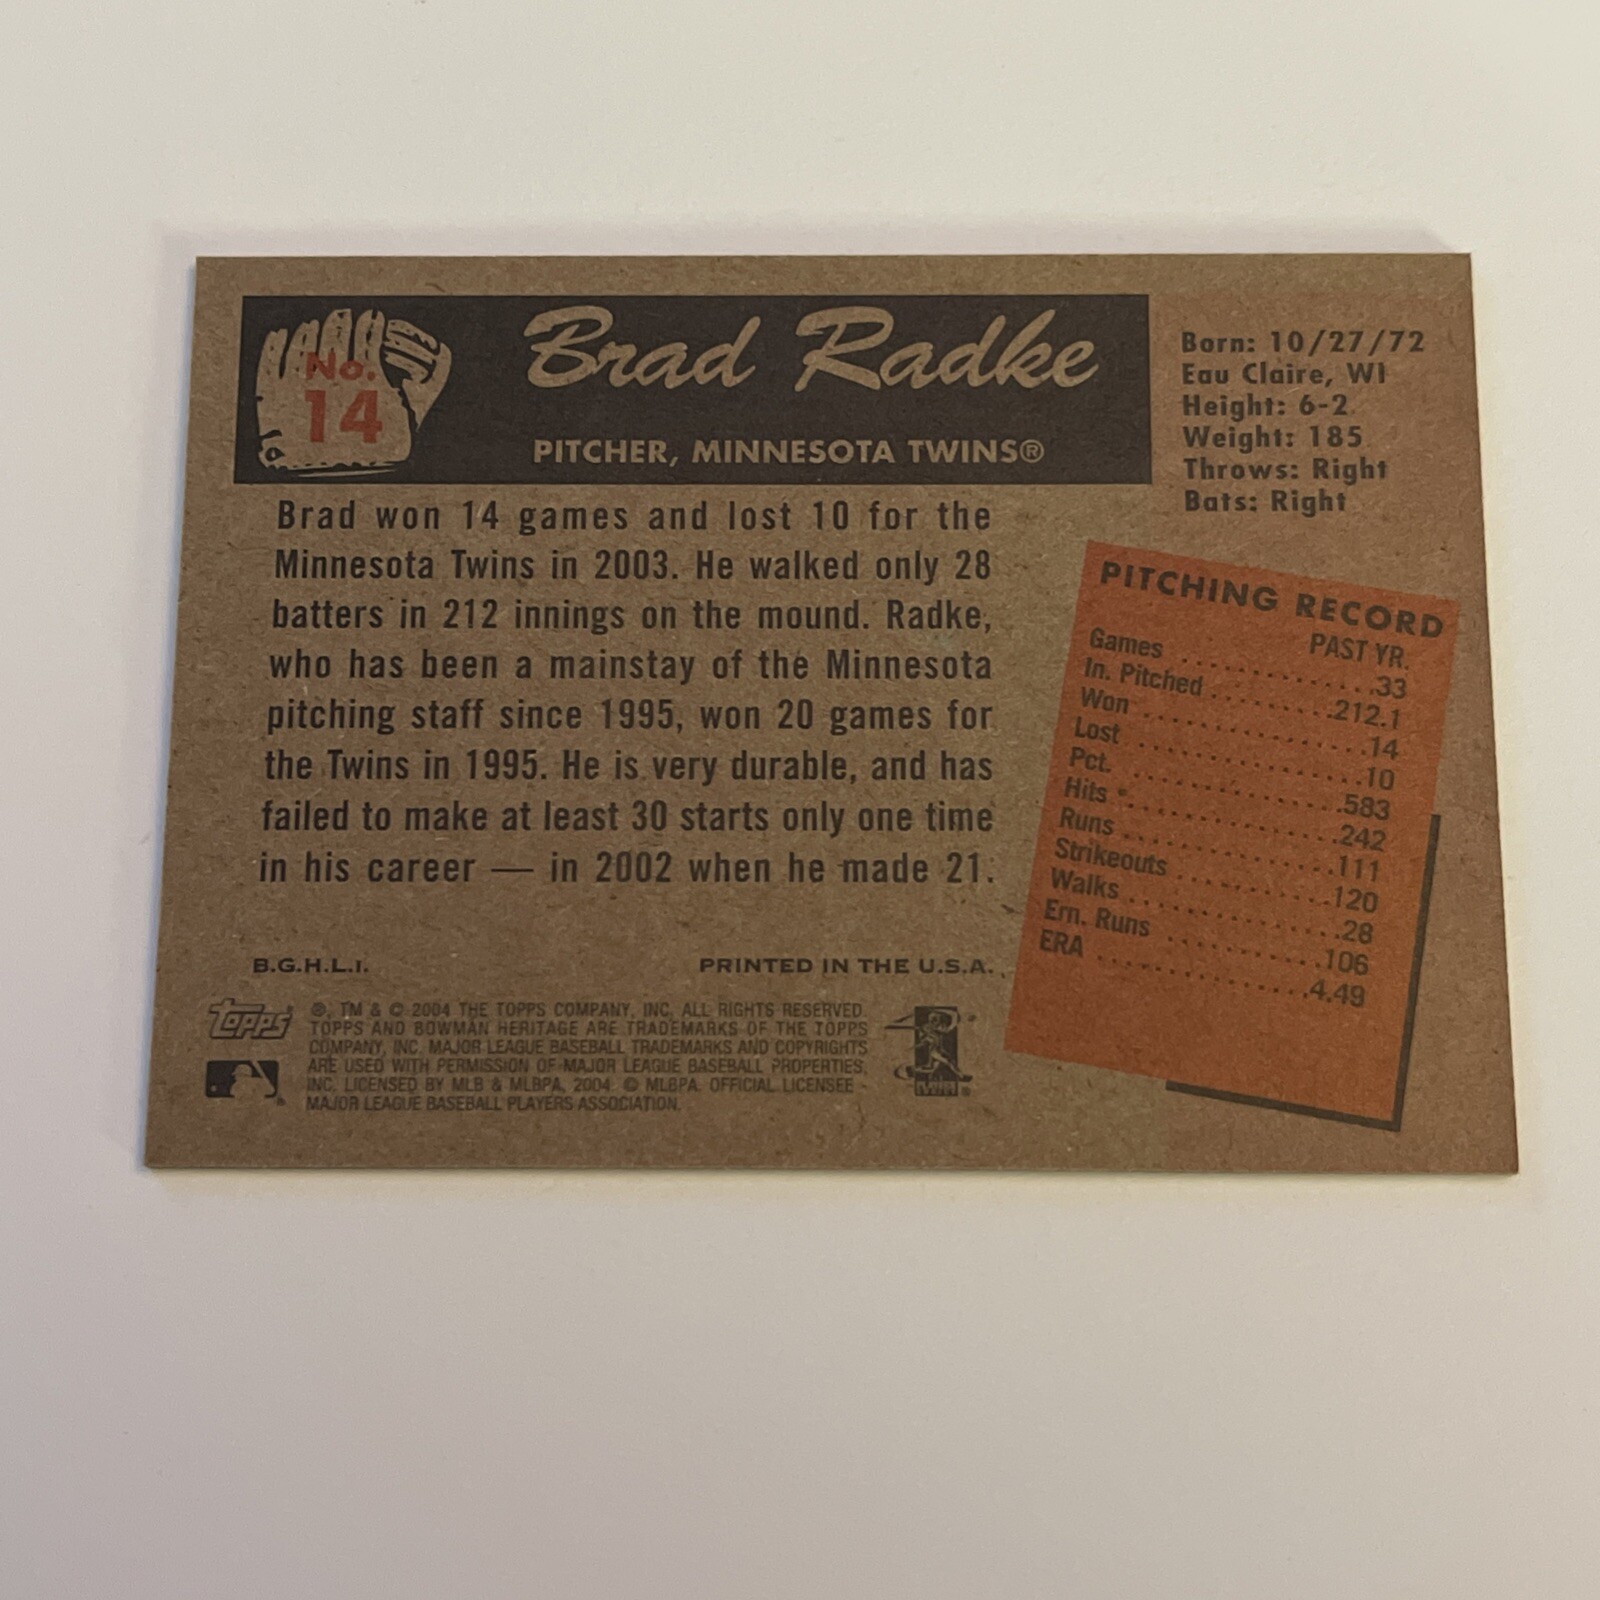 No.
14
Brad Radke
PITCHER, MINNESOTA TWINS®
Born: 10/27/72
Eau Claire, WI
Height: 6-2
Weight: 185
Throws: Right
Bats: Right
Brad won 14 games and lost 10 for the
Minnesota Twins in 2003. He walked only 28
batters in 212 innings on the mound. Radke,
who has been a mainstay of the Minnesota
pitching staff since 1995, won 20 games for
the Twins in 1995. He is very durable, and has
failed to make at least 30 starts only one time
in his career — in 2002 when he made 21.
PITCHING RECORD
PAST YR.
Games ............33
In. Pitched .........212.1
Won ...............14
Lost ...............10
Pct. ..............583
Hits ..............242
Runs ..............111
Strikeouts ..........120
Walks .............28
Ern. Runs ..........106
ERA ..............4.49
B.G.H.L.I.
PRINTED IN THE U.S.A.
topps
®, TM & © 2004 THE TOPPS COMPANY, INC. ALL RIGHTS RESERVED.
TOPPS AND BOWMAN HERITAGE ARE TRADEMARKS OF THE TOPPS
COMPANY, INC. MAJOR LEAGUE BASEBALL TRADEMARKS AND COPYRIGHTS
ARE USED WITH PERMISSION OF MAJOR LEAGUE BASEBALL PROPERTIES,
INC. LICENSED BY MLB & MLBPA, 2004. © MLBPA. OFFICIAL LICENSEE -
MAJOR LEAGUE BASEBALL PLAYERS ASSOCIATION.